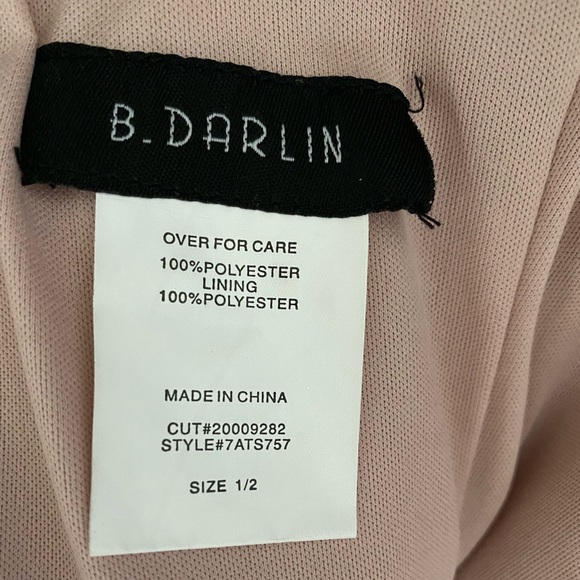 B. DARLIN
OVER FOR CARE
100%POLYESTER
LINING
100%POLYESTER
MADE IN CHINA
CUT#20009282
STYLE#7ATS757
SIZE 1/2